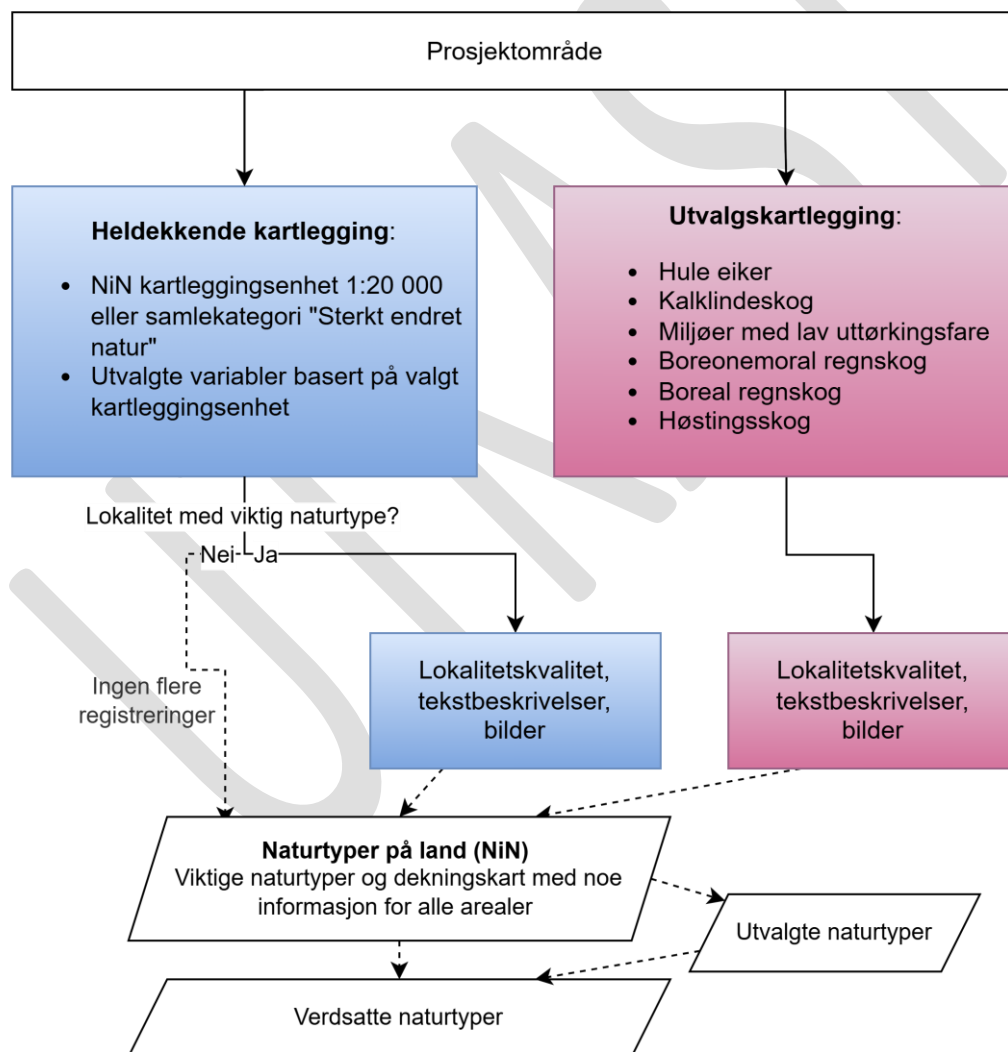 Prosjektområde
Heldekkende kartlegging:
• NiN kartleggingsenhet 1:20 000
eller samlekategori "Sterkt endret
natur"
• Utvalgte variabler basert på valgt
kartleggingsenhet
Utvalgskartlegging:
• Hule eiker
• Kalklindeskog
• Miljøer med lav uttørkingsfare
• Boreonemoral regnskog
• Boreal regnskog
• Høstingsskog
Lokalitet med viktig naturtype?
Nei
Ja
Ingen flere
registreringer
Lokalitetskvalitet,
tekstbeskrivelser,
bilder
Lokalitetskvalitet,
tekstbeskrivelser,
bilder
Naturtyper på land (NiN)
Viktige naturtyper og dekningskart med noe
informasjon for alle arealer
Utvalgte naturtyper
Verdsatte naturtyper